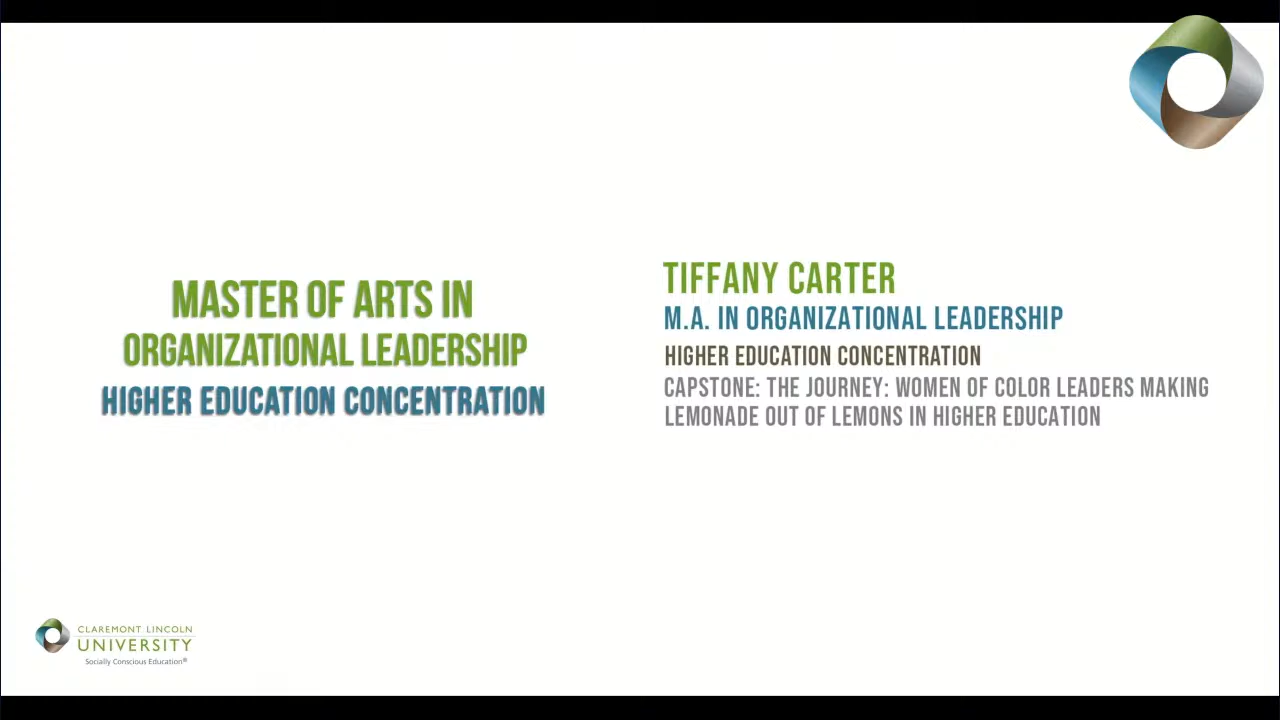 MASTER OF ARTS IN
ORGANIZATIONAL LEADERSHIP
HIGHER EDUCATION CONCENTRATION
TIFFANY CARTER
M.A. IN ORGANIZATIONAL LEADERSHIP
HIGHER EDUCATION CONCENTRATION
CAPSTONE: THE JOURNEY: WOMEN OF COLOR LEADERS MAKING
LEMONADE OUT OF LEMONS IN HIGHER EDUCATION
CLAREMONT LINCOLN
UNIVERSITY
Socially Conscious Education®